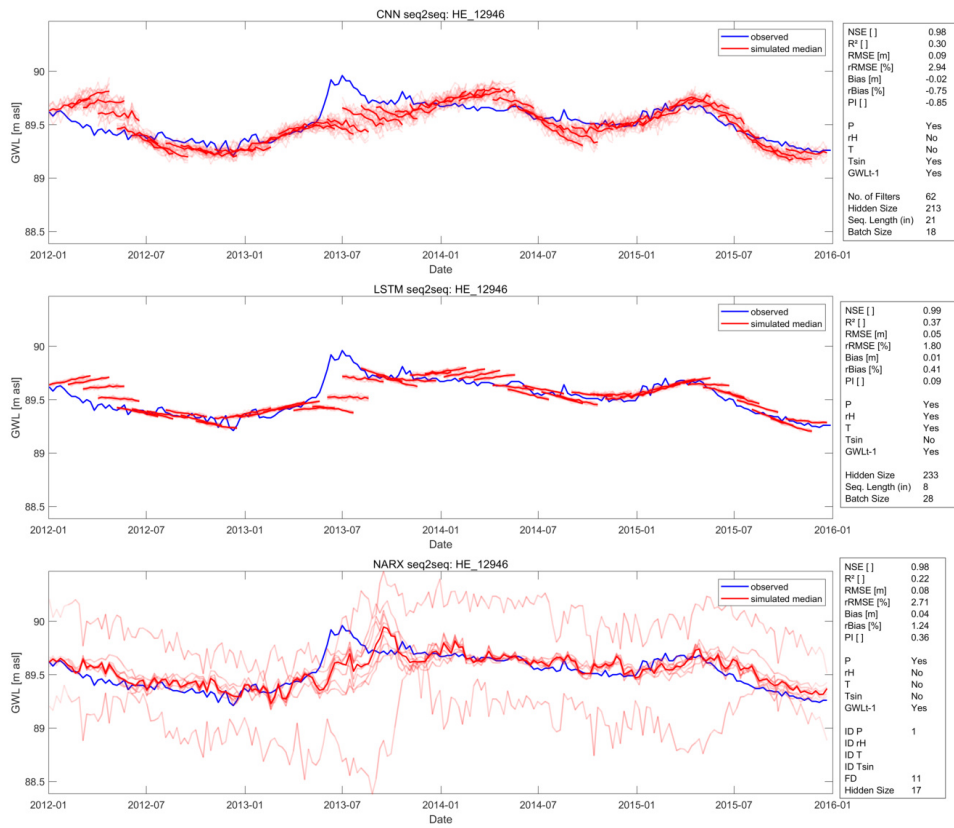 CNN seq2seq: HE_12946
observed
simulated median
GWL [m asl]
90
89.5
89
88.5
2012-01 2012-07 2013-01 2013-07 2014-01 2014-07 2015-01 2015-07 2016-01
Date
NSE [ ] 0.98
R² [ ] 0.30
RMSE [m] 0.09
rRMSE [%] 2.94
Bias [m] -0.02
rBias [%] -0.75
PI [ ] -0.85
P Yes
rH No
T No
Tsin Yes
GWLt-1 Yes
No. of Filters 62
Hidden Size 213
Seq. Length (in) 21
Batch Size 18
LSTM seq2seq: HE_12946
observed
simulated median
GWL [m asl]
90
89.5
89
88.5
2012-01 2012-07 2013-01 2013-07 2014-01 2014-07 2015-01 2015-07 2016-01
Date
NSE [ ] 0.99
R² [ ] 0.37
RMSE [m] 0.05
rRMSE [%] 1.80
Bias [m] 0.01
rBias [%] 0.41
PI [ ] 0.09
P Yes
rH Yes
T Yes
Tsin No
GWLt-1 Yes
Hidden Size 233
Seq. Length (in) 8
Batch Size 28
NARX seq2seq: HE_12946
observed
simulated median
GWL [m asl]
90
89.5
89
88.5
2012-01 2012-07 2013-01 2013-07 2014-01 2014-07 2015-01 2015-07 2016-01
Date
NSE [ ] 0.98
R² [ ] 0.22
RMSE [m] 0.08
rRMSE [%] 2.71
Bias [m] 0.04
rBias [%] 1.24
PI [ ] 0.36
P Yes
rH No
T No
Tsin No
GWLt-1 Yes
ID P 1
ID rH
ID T
ID Tsin
FD 11
Hidden Size 17